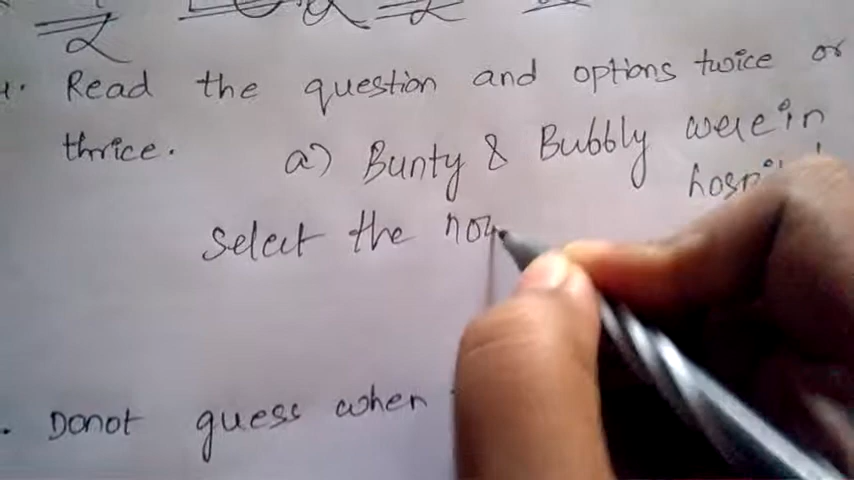 Read the question and options twice or
thrice.
a) Bunty & Bubbly were in
Select the
Donot guess when